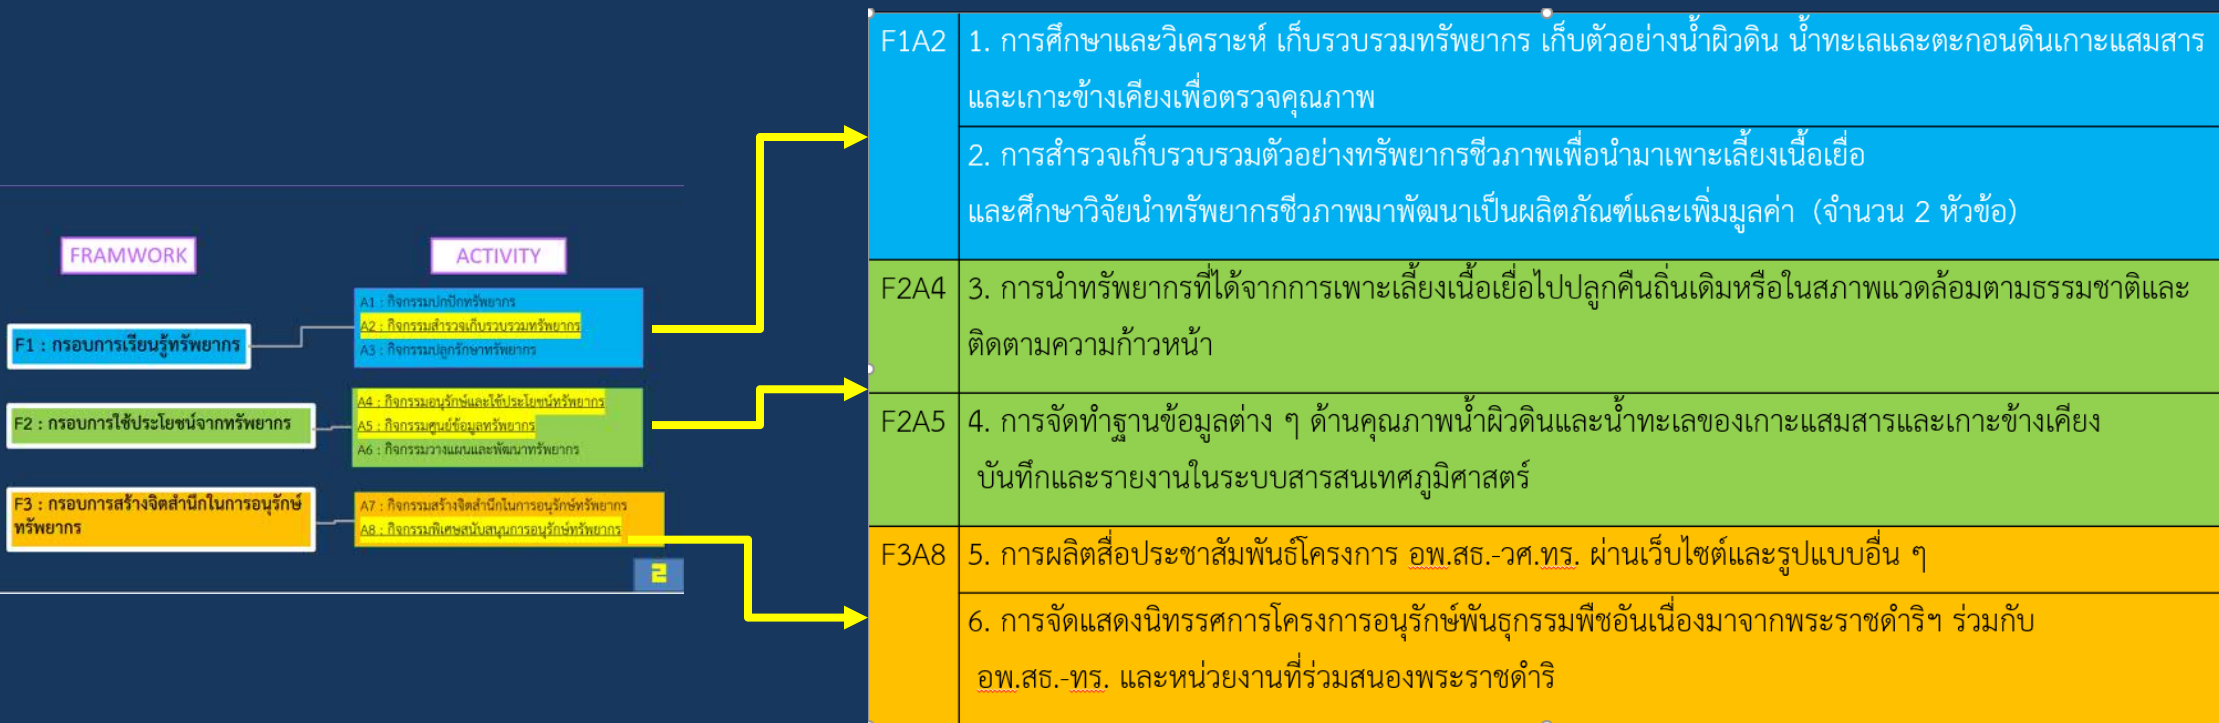 FRAMWORK
ACTIVITY
F1 : กรอบการเรียนรู้ทรัพยากร
A1 : กิจกรรมปกปักทรัพยากร
A2 : กิจกรรมสำรวจเก็บรวบรวมทรัพยากร
A3 : กิจกรรมปลูกรักษาทรัพยากร
F2 : กรอบการใช้ประโยชน์จากทรัพยากร
A4 : กิจกรรมอนุรักษ์และใช้ประโยชน์ทรัพยากร
A5 : กิจกรรมศูนย์ข้อมูลทรัพยากร
A6 : กิจกรรมวางแผนและพัฒนาทรัพยากร
F3 : กรอบการสร้างจิตสำนึกในการอนุรักษ์
ทรัพยากร
A7 : กิจกรรมสร้างจิตสำนึกในการอนุรักษ์ทรัพยากร
A8 : กิจกรรมพิเศษสนับสนุนการอนุรักษ์ทรัพยากร
2
F1A2 1. การศึกษาและวิเคราะห์ เก็บรวบรวมทรัพยากร เก็บตัวอย่างน้ำผิวดิน น้ำทะเลและตะกอนดินเกาะแสมสาร
และเกาะข้างเคียงเพื่อตรวจคุณภาพ
2. การสำรวจเก็บรวบรวมตัวอย่างทรัพยากรชีวภาพเพื่อนำมาเพาะเลี้ยงเนื้อเยื่อ
และศึกษาวิจัยนำทรัพยากรชีวภาพมาพัฒนาเป็นผลิตภัณฑ์และเพิ่มมูลค่า (จำนวน 2 หัวข้อ)
F2A4 3. การนำทรัพยากรที่ได้จากการเพาะเลี้ยงเนื้อเยื่อไปปลูกคืนถิ่นเดิมหรือในสภาพแวดล้อมตามธรรมชาติและ
ติดตามความก้าวหน้า
F2A5 4. การจัดทำฐานข้อมูลต่าง ๆ ด้านคุณภาพน้ำผิวดินและน้ำทะเลของเกาะแสมสารและเกาะข้างเคียง
บันทึกและรายงานในระบบสารสนเทศภูมิศาสตร์
F3A8 5. การผลิตสื่อประชาสัมพันธ์โครงการ อพ.สธ.-วศ.ทร. ผ่านเว็บไซต์และรูปแบบอื่น ๆ
6. การจัดแสดงนิทรรศการโครงการอนุรักษ์พันธุกรรมพืชอันเนื่องมาจากพระราชดำริฯ ร่วมกับ
อพ.สธ.-ทร. และหน่วยงานที่ร่วมสนองพระราชดำริ